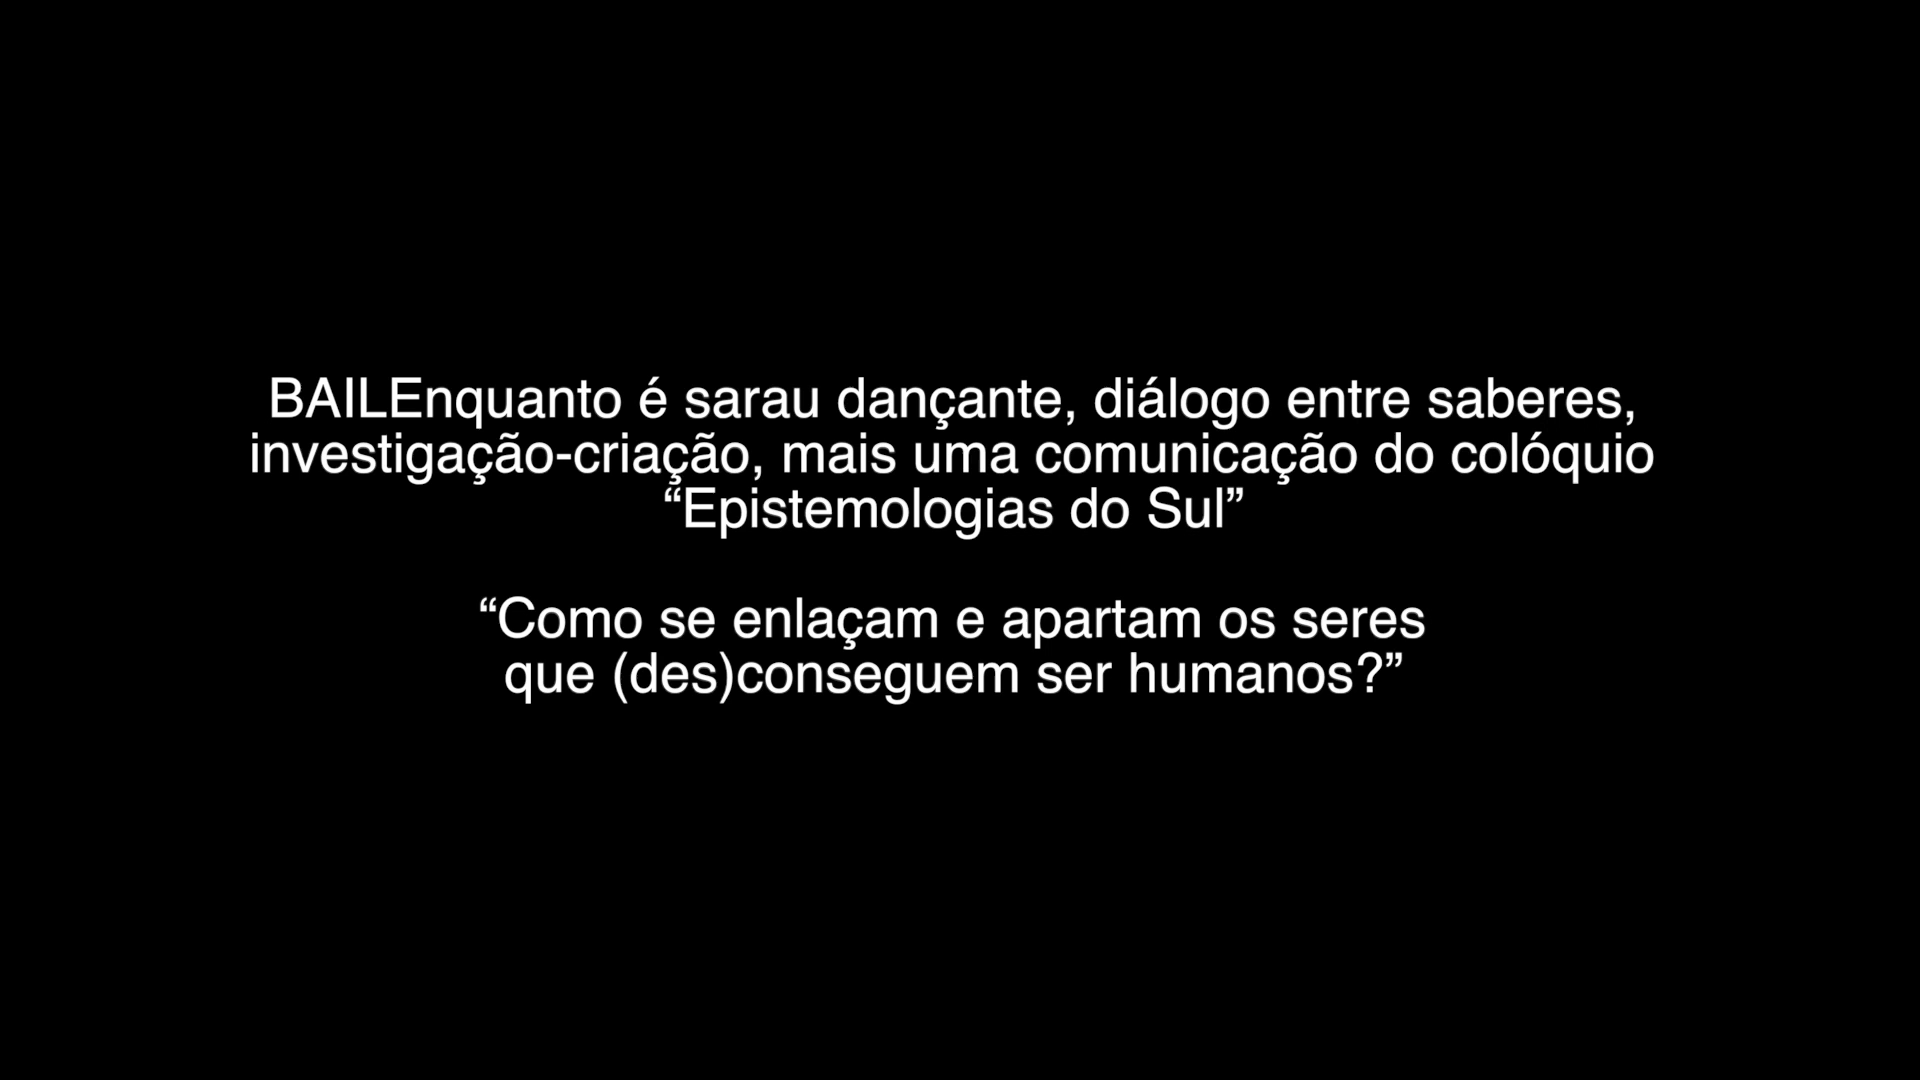 BAILEnquanto é sarau dançante, diálogo entre saberes,
investigação-criação, mais uma comunicação do colóquio
“Epistemologias do Sul”
“Como se enlaçam e apartam os seres
que (des)conseguem ser humanos?”